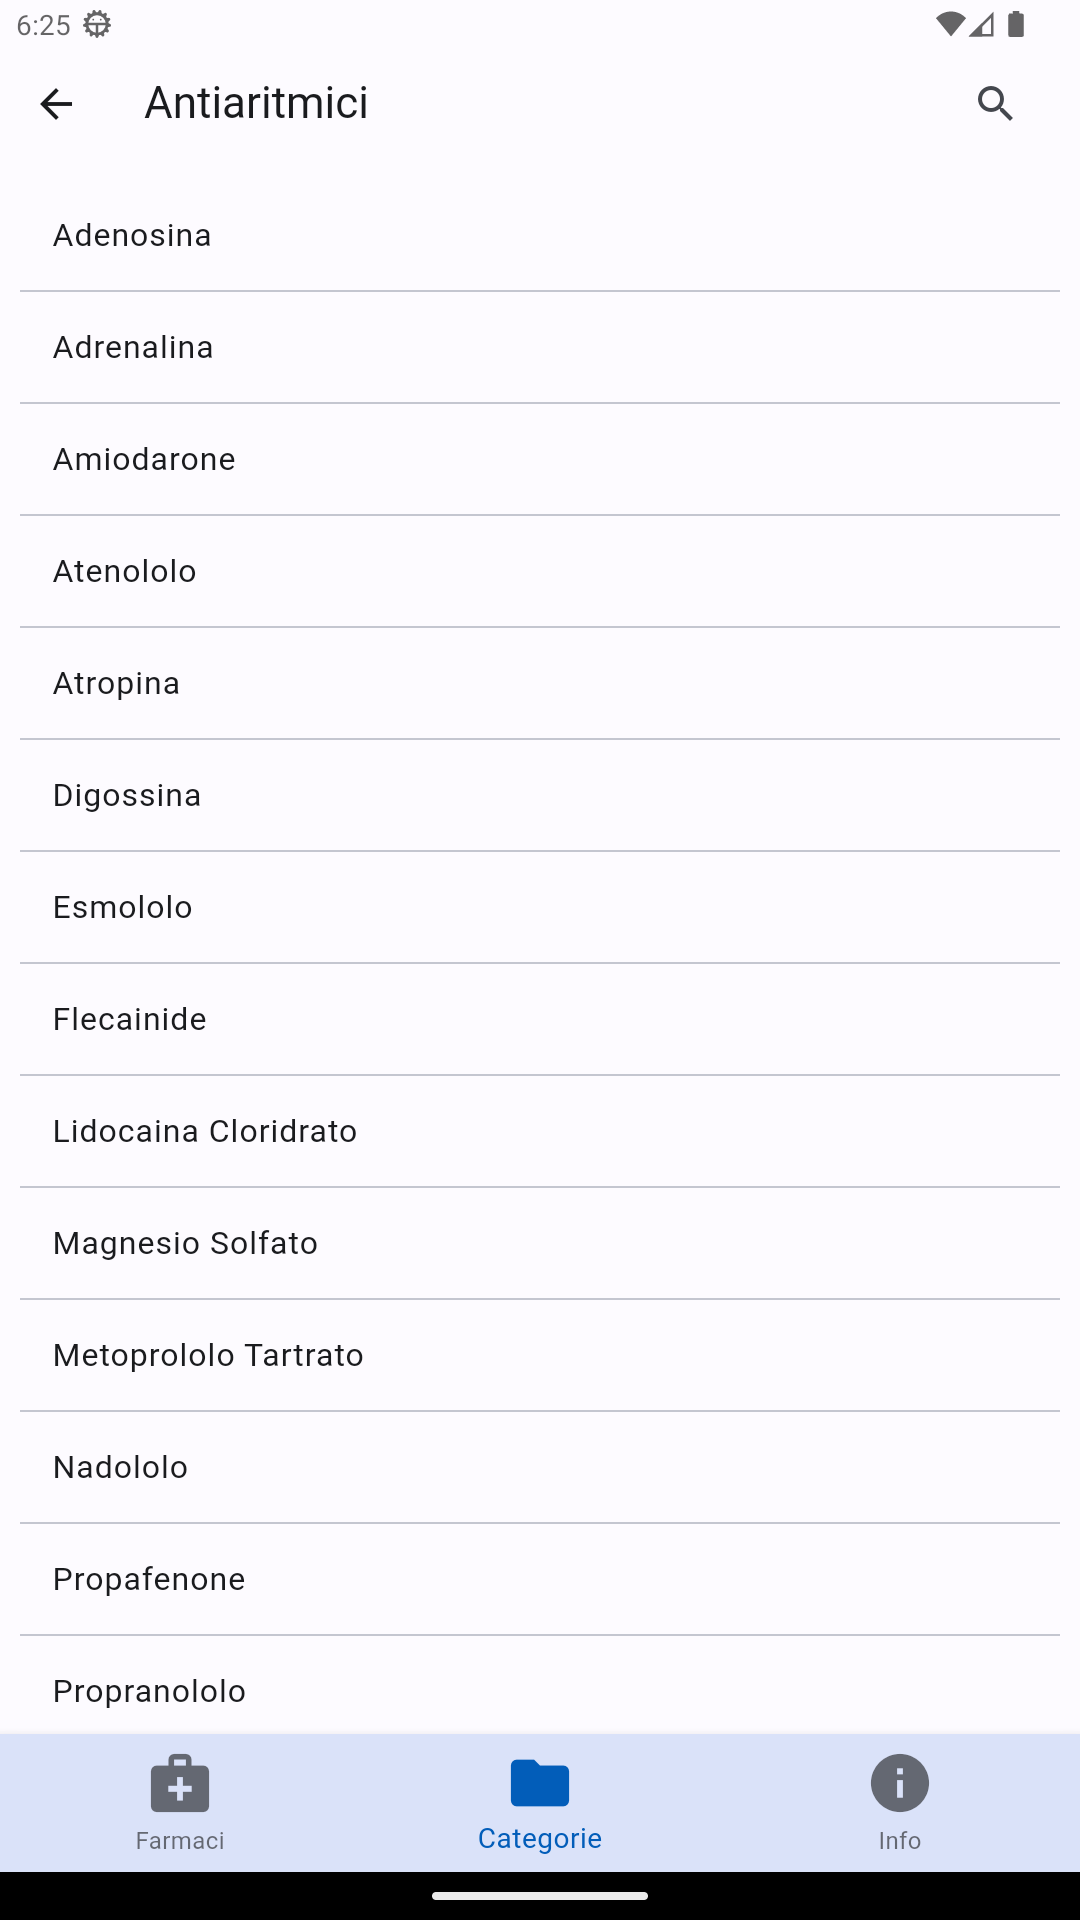 6:25
Antiaritmici
Adenosina
Adrenalina
Amiodarone
Atenololo
Atropina
Digossina
Esmololo
Flecainide
Lidocaina Cloridrato
Magnesio Solfato
Metoprololo Tartrato
Nadololo
Propafenone
Propranololo
Farmaci
Categorie
Info